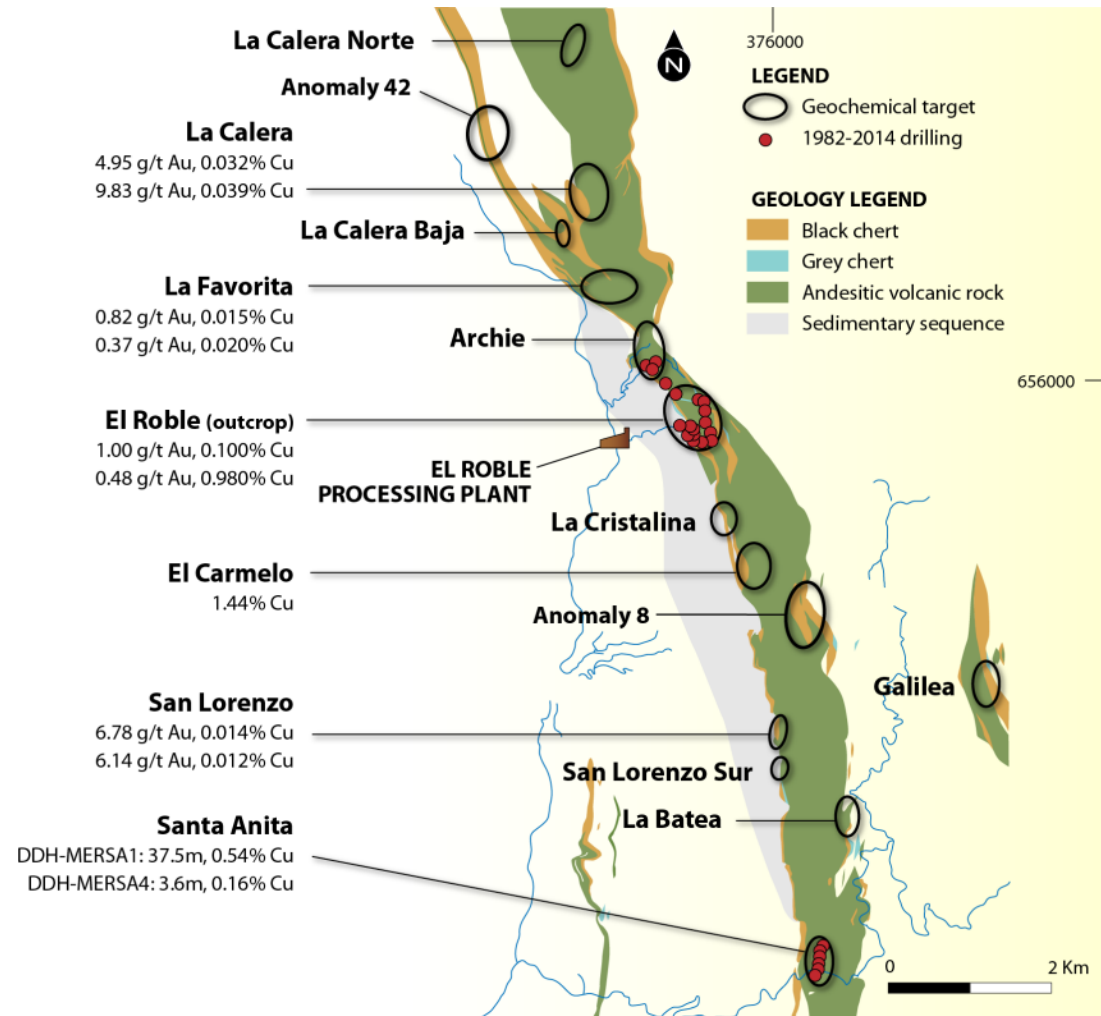 La Calera Norte
Anomaly 42
La Calera
4.95 g/t Au, 0.032% Cu
9.83 g/t Au, 0.039% Cu
La Calera Baja
La Favorita
0.82 g/t Au, 0.015% Cu
0.37 g/t Au, 0.020% Cu
Archie
El Roble (outcrop)
1.00 g/t Au, 0.100% Cu
0.48 g/t Au, 0.980% Cu
EL ROBLE
PROCESSING PLANT
La Cristalina
El Carmelo
1.44% Cu
Anomaly 8
Galilea
San Lorenzo
6.78 g/t Au, 0.014% Cu
6.14 g/t Au, 0.012% Cu
San Lorenzo Sur
La Batea
Santa Anita
DDH-MERSA1: 37.5m, 0.54% Cu
DDH-MERSA4: 3.6m, 0.16% Cu
N
376000
LEGEND
Geochemical target
1982-2014 drilling
GEOLOGY LEGEND
Black chert
Grey chert
Andesitic volcanic rock
Sedimentary sequence
656000
0 2 Km